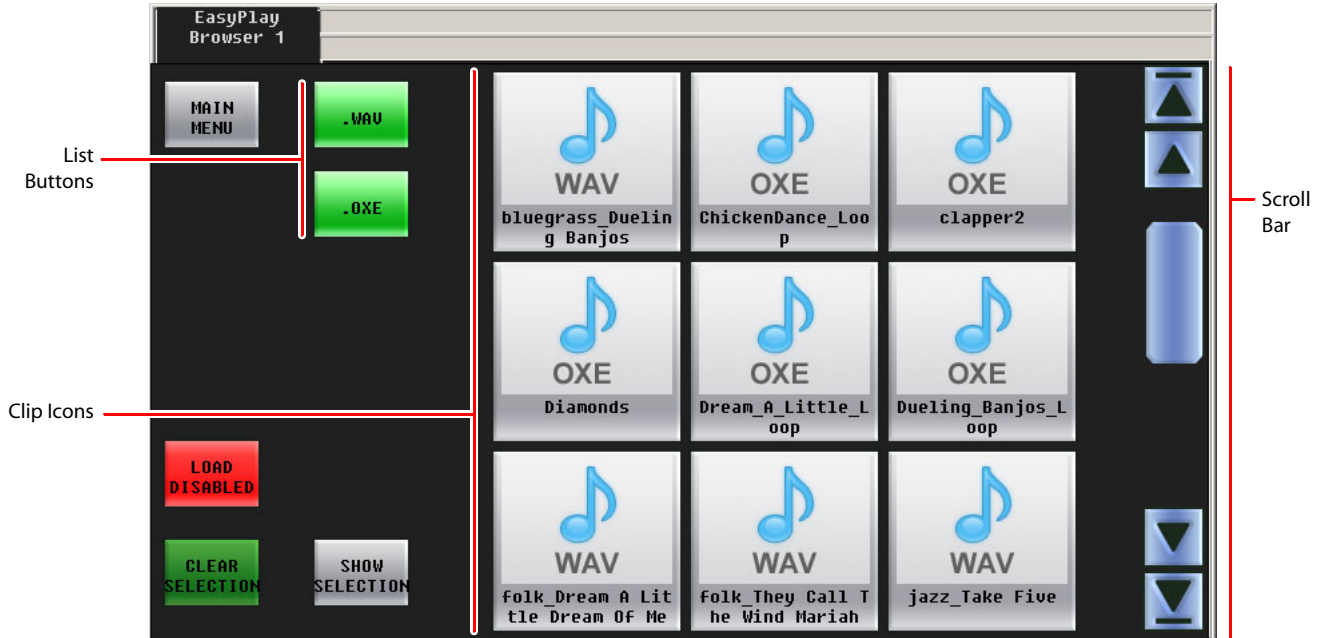 EasyPlay
Browser 1
MAIN
MENU
.WAV
.OXE
List
Buttons
Clip Icons
LOAD
DISABLED
CLEAR
SELECTION
SHOW
SELECTION
WAV
bluegrass_Duelin
g Banjos
OXE
ChickenDance_Loo
p
OXE
clapper2
OXE
Diamonds
OXE
Dream_A_Little_L
oop
OXE
Dueling_Banjos_L
oop
WAV
folk_Dream A Lit
tle Dream Of Me
WAV
folk_They Call T
he Wind Mariah
WAV
jazz_Take Five
Scroll
Bar